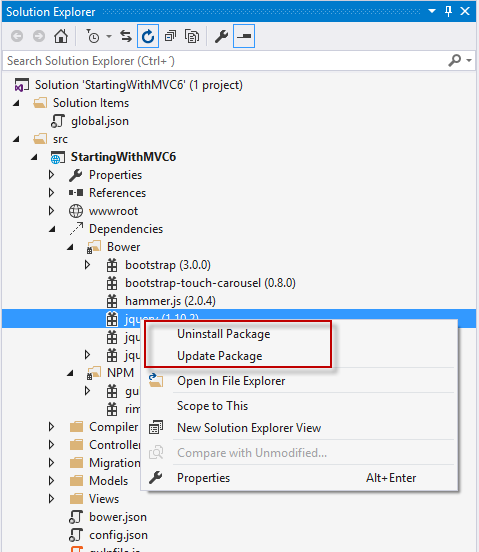 Solution Explorer
Search Solution Explorer (Ctrl+´)
Solution 'StartingWithMVC6' (1 project)
Solution Items
global.json
src
StartingWithMVC6
Properties
References
wwwroot
Dependencies
Bower
bootstrap (3.0.0)
bootstrap-touch-carousel (0.8.0)
hammer.js (2.0.4)
jquery (1.10.2)
Uninstall Package
jqu
Update Package
jqu
NPM
Open In File Explorer
gu
Scope to This
rim
New Solution Explorer View
Compiler
Controller
Compare with Unmodified...
Migration
Properties Alt+Enter
Models
Views
bower.json
config.json
gulpfile.js